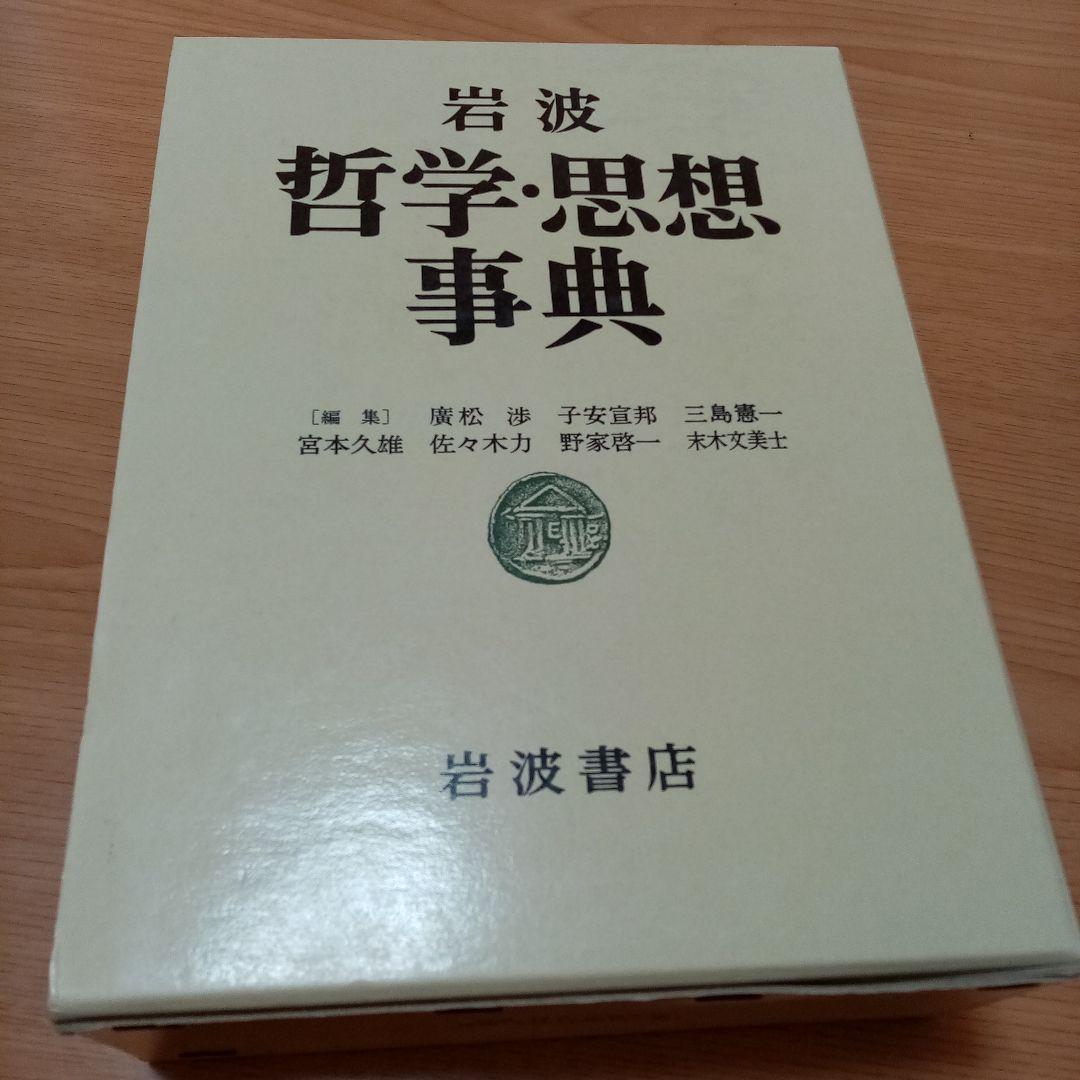 岩波
哲学・思想
事典
［編 集］ 廣松 渉 子安宣邦 三島憲一
宮本久雄 佐々木力 野家啓一 末木文美士
E
岩波書店